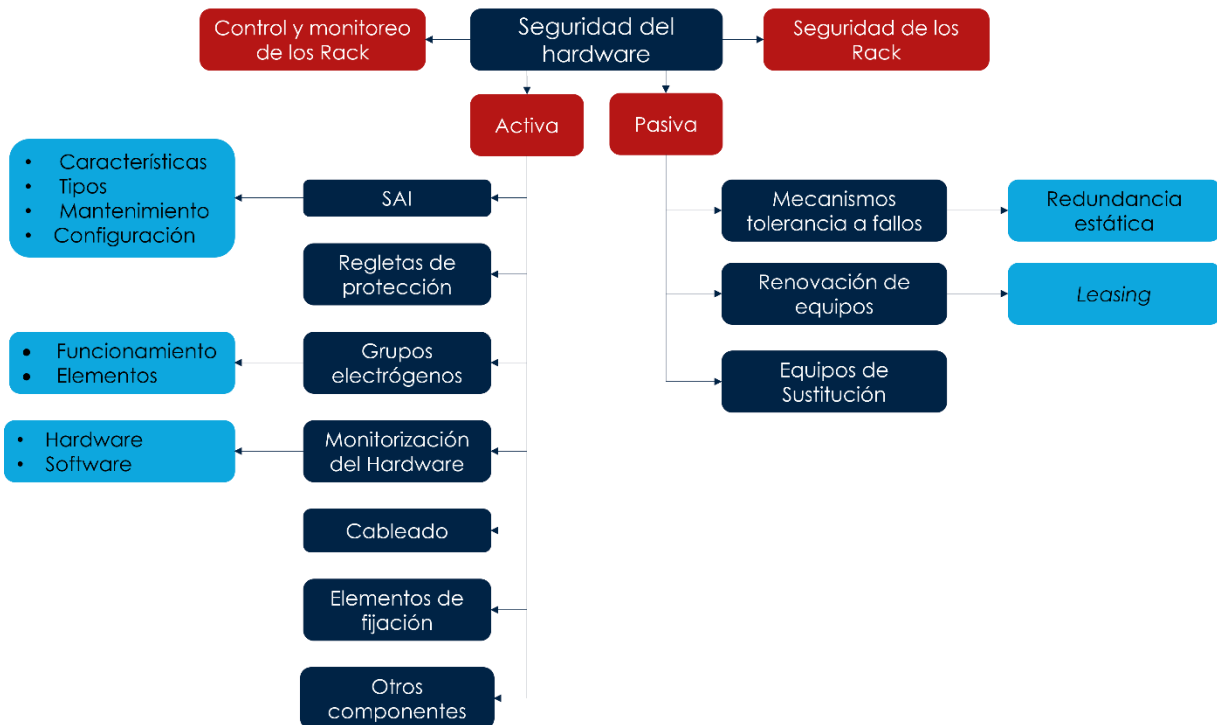 Control y monitoreo
de los Rack
Seguridad del
hardware
Seguridad de los
Rack
Activa
Pasiva
• Características
• Tipos
• Mantenimiento
• Configuración
SAI
Mecanismos
tolerancia a fallos
Redundancia
estática
Regletas de
protección
Renovación de
equipos
Leasing
• Funcionamiento
• Elementos
Grupos
electrógenos
Equipos de
Sustitución
• Hardware
• Software
Monitorización
del Hardware
Cableado
Elementos de
fijación
Otros
componentes